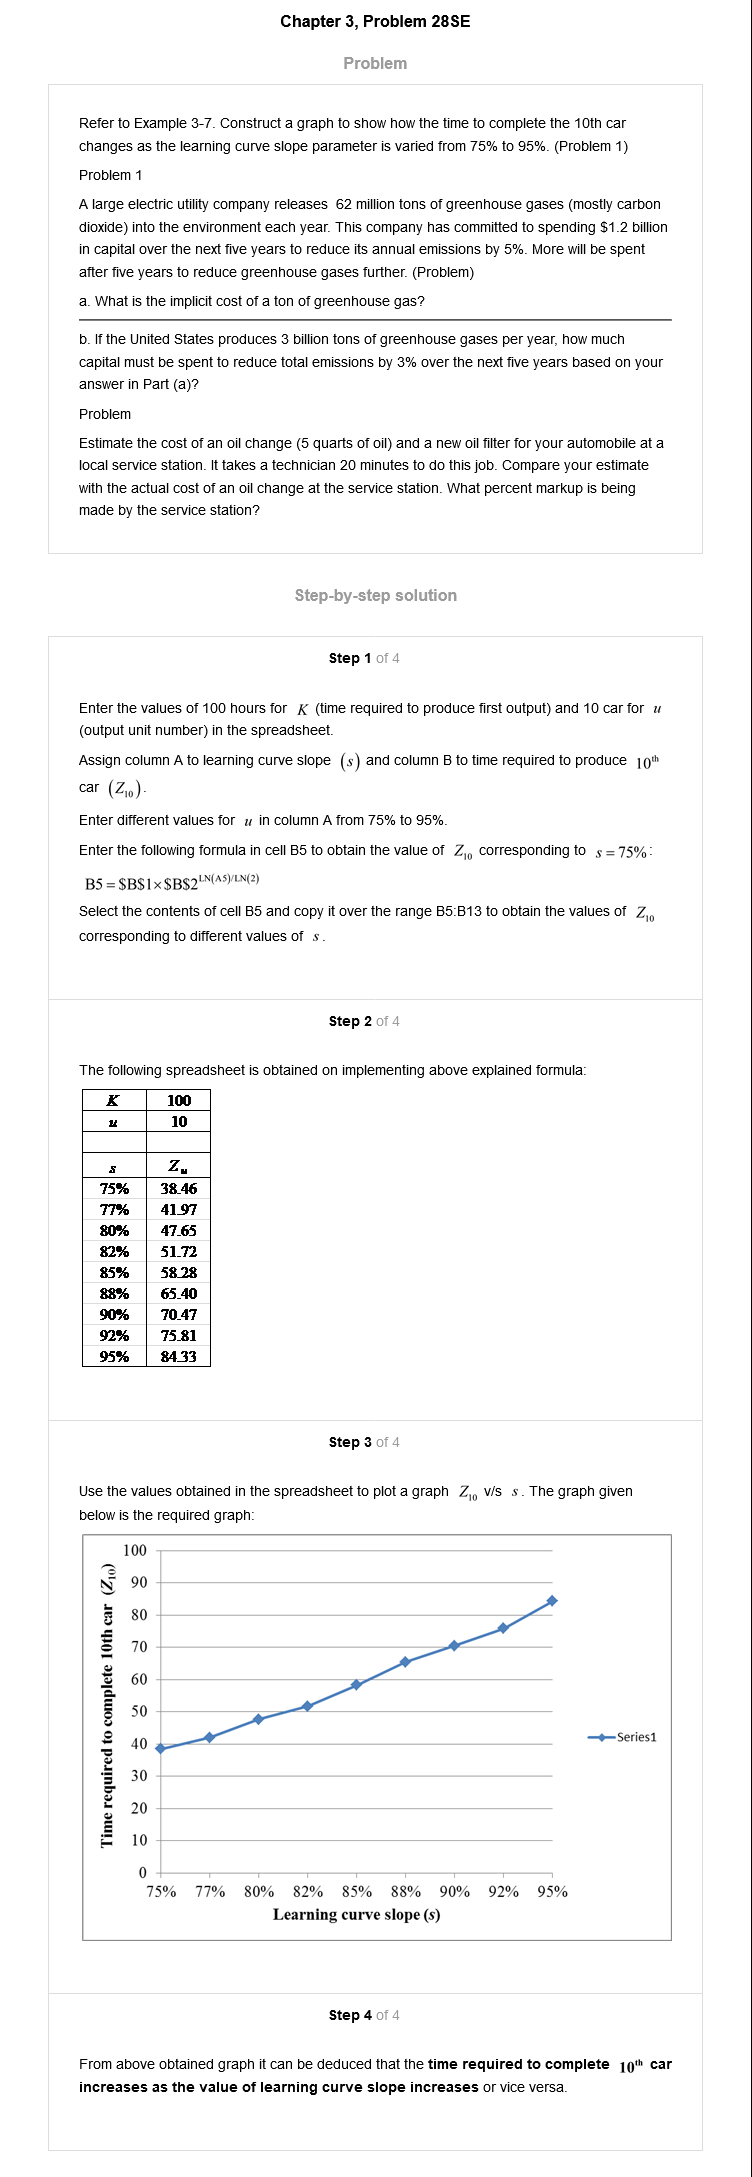 Chapter 3, Problem 28SE
Problem
Refer to Example 3-7. Construct a graph to show how the time to complete the 10th car
changes as the learning curve slope parameter is varied from 75% to 95%. (Problem 1)
Problem 1
A large electric utility company releases 62 million tons of greenhouse gases (mostly carbon
dioxide) into the environment each year. This company has committed to spending $1.2 billion
in capital over the next five years to reduce its annual emissions by 5%. More will be spent
after five years to reduce greenhouse gases further. (Problem)
a. What is the implicit cost of a ton of greenhouse gas?
b. If the United States produces 3 billion tons of greenhouse gases per year, how much
capital must be spent to reduce total emissions by 3% over the next five years based on your
answer in Part (a)?
Problem
Estimate the cost of an oil change (5 quarts of oil) and a new oil filter for your automobile at a
local service station. It takes a technician 20 minutes to do this job. Compare your estimate
with the actual cost of an oil change at the service station. What percent markup is being
made by the service station?
Step-by-step solution
Step 1 of 4
Enter the values of 100 hours for K (time required to produce first output) and 10 car for u
(output unit number) in the spreadsheet.
Assign column A to learning curve slope (s) and column B to time required to produce 10th
car (Z10).
Enter different values for u in column A from 75% to 95%.
Enter the following formula in cell B5 to obtain the value of Z10 corresponding to s = 75% :
B5 = $B$1×$B$2^LN(A5)/LN(2)
Select the contents of cell B5 and copy it over the range B5:B13 to obtain the values of Z10
corresponding to different values of s.
Step 2 of 4
The following spreadsheet is obtained on implementing above explained formula:
K 100
u 10
s Zu
75% 38.46
77% 41.97
80% 47.65
82% 51.72
85% 58.28
88% 65.40
90% 70.47
92% 75.81
95% 84.33
Step 3 of 4
Use the values obtained in the spreadsheet to plot a graph Z10 v/s s. The graph given
below is the required graph:
Time required to complete 10th car (Z10)
100
90
80
70
60
50
40
30
20
10
0
75% 77% 80% 82% 85% 88% 90% 92% 95%
Learning curve slope (s)
Series1
Step 4 of 4
From above obtained graph it can be deduced that the time required to complete 10th car
increases as the value of learning curve slope increases or vice versa.